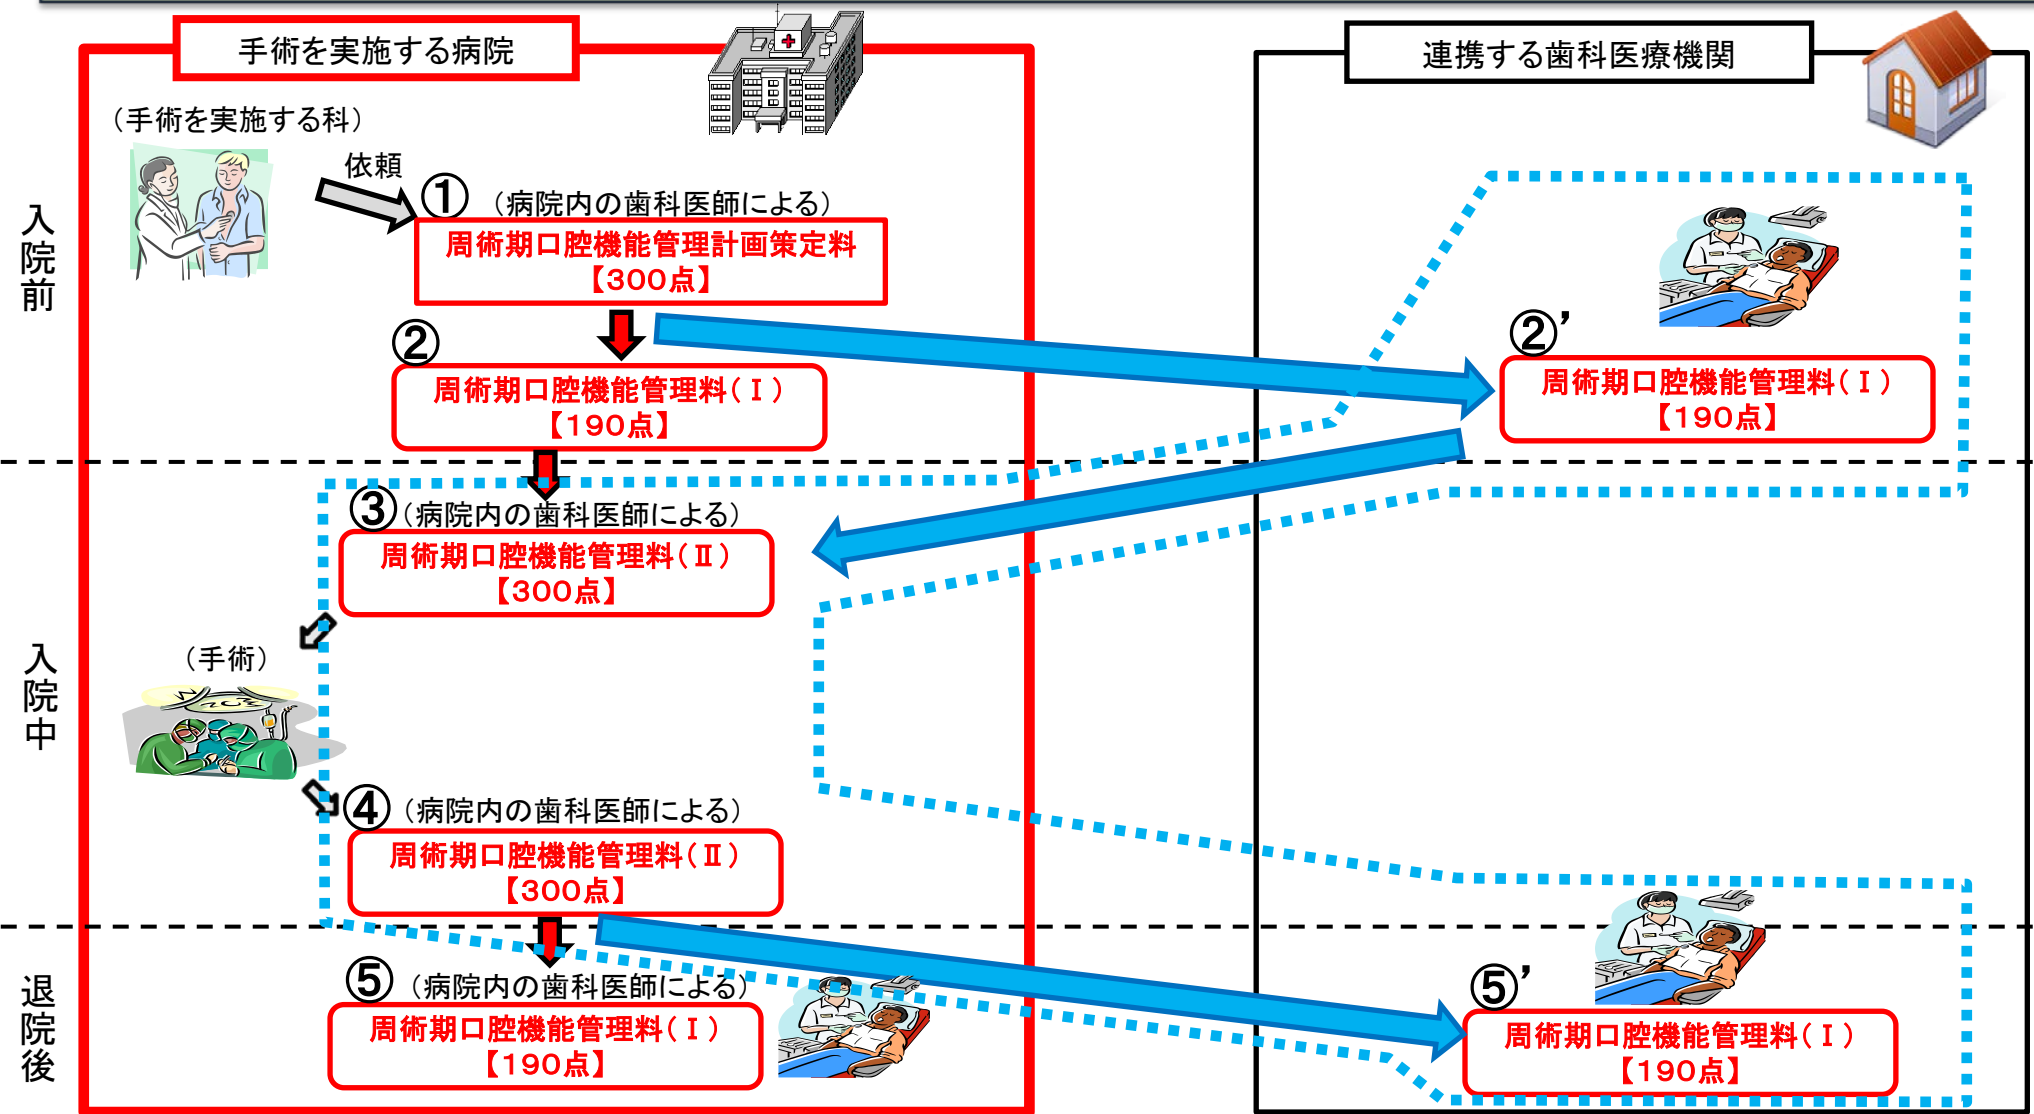 手術を実施する病院
連携する歯科医療機関
（手術を実施する科）
依頼
入院前
① （病院内の歯科医師による）
周術期口腔機能管理計画策定料
【300点】
②
周術期口腔機能管理料（Ⅰ）
【190点】
②’
周術期口腔機能管理料（Ⅰ）
【190点】
入院中
③（病院内の歯科医師による）
周術期口腔機能管理料（Ⅱ）
【300点】
（手術）
④（病院内の歯科医師による）
周術期口腔機能管理料（Ⅱ）
【300点】
退院後
⑤（病院内の歯科医師による）
周術期口腔機能管理料（Ⅰ）
【190点】
⑤’
周術期口腔機能管理料（Ⅰ）
【190点】